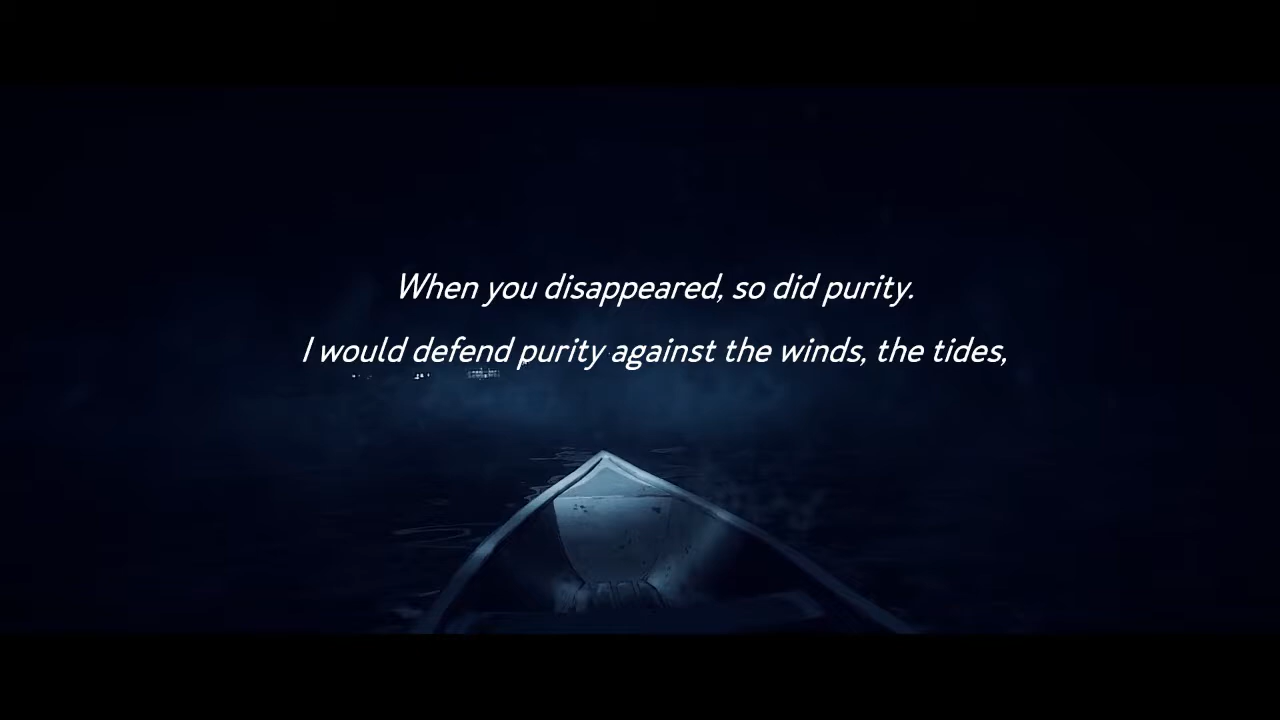 When you disappeared, so did purity.
I would defend purity against the winds, the tides,